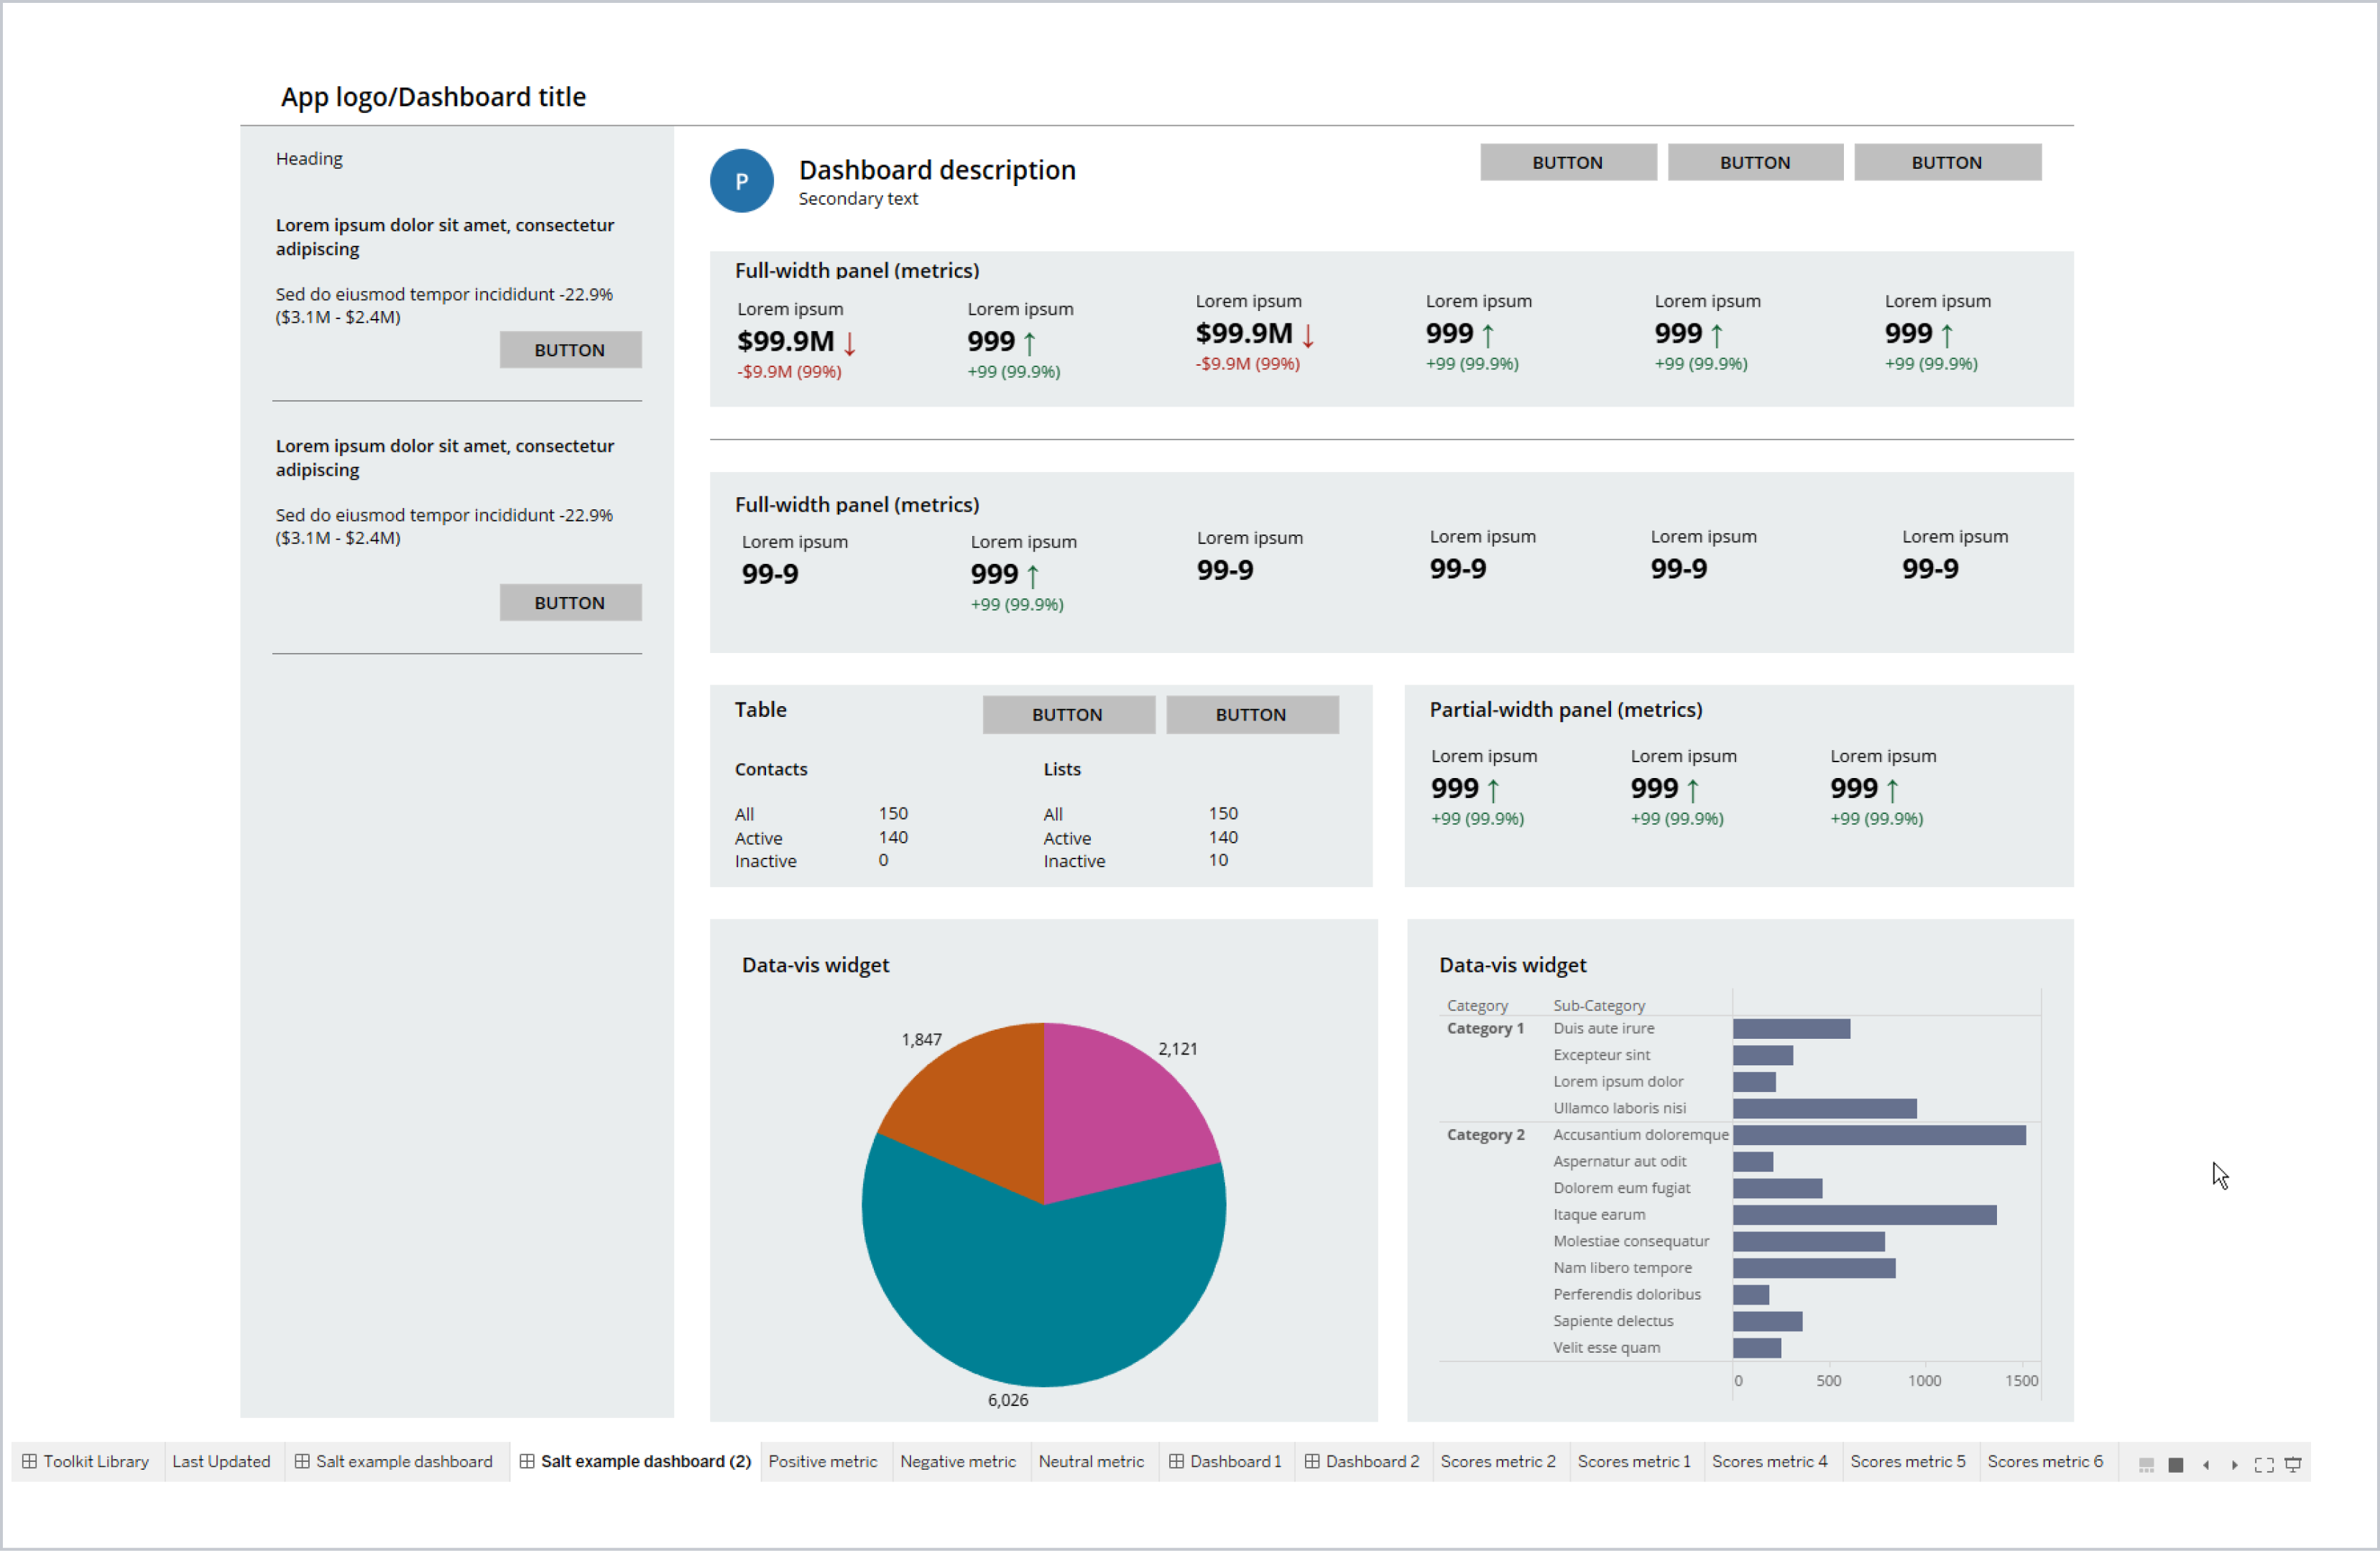 App logo/Dashboard title
Heading
Lorem ipsum dolor sit amet, consectetur
adipiscing
Sed do eiusmod tempor incididunt -22.9%
($3.1M - $2.4M)
BUTTON
Lorem ipsum dolor sit amet, consectetur
adipiscing
Sed do eiusmod tempor incididunt -22.9%
($3.1M - $2.4M)
BUTTON
P
Dashboard description
Secondary text
BUTTON BUTTON BUTTON
Full-width panel (metrics)
Lorem ipsum Lorem ipsum Lorem ipsum Lorem ipsum Lorem ipsum Lorem ipsum
$99.9M ↓ 999 ↑ $99.9M ↓ 999 ↑ 999 ↑ 999 ↑
-$9.9M (99%) +99 (99.9%) -$9.9M (99%) +99 (99.9%) +99 (99.9%) +99 (99.9%)
Full-width panel (metrics)
Lorem ipsum Lorem ipsum Lorem ipsum Lorem ipsum Lorem ipsum Lorem ipsum
99-9 999 ↑ 99-9 99-9 99-9 99-9
+99 (99.9%)
Table BUTTON BUTTON
Contacts Lists
All 150 All 150
Active 140 Active 140
Inactive 0 Inactive 10
Partial-width panel (metrics)
Lorem ipsum Lorem ipsum Lorem ipsum
999 ↑ 999 ↑ 999 ↑
+99 (99.9%) +99 (99.9%) +99 (99.9%)
Data-vis widget
1,847
2,121
6,026
Data-vis widget
Category Sub-Category
Category 1 Duis aute irure
Excepteur sint
Lorem ipsum dolor
Ullamco laboris nisi
Category 2 Accusantium doloremque
Aspernatur aut odit
Dolorem eum fugiat
Itaque earum
Molestiae consequatur
Nam libero tempore
Perferendis doloribus
Sapiente delectus
Velit esse quam
0 500 1000 1500
Toolkit Library Last Updated Salt example dashboard Salt example dashboard (2) Positive metric Negative metric Neutral metric Dashboard 1 Dashboard 2 Scores metric 2 Scores metric 1 Scores metric 4 Scores metric 5 Scores metric 6